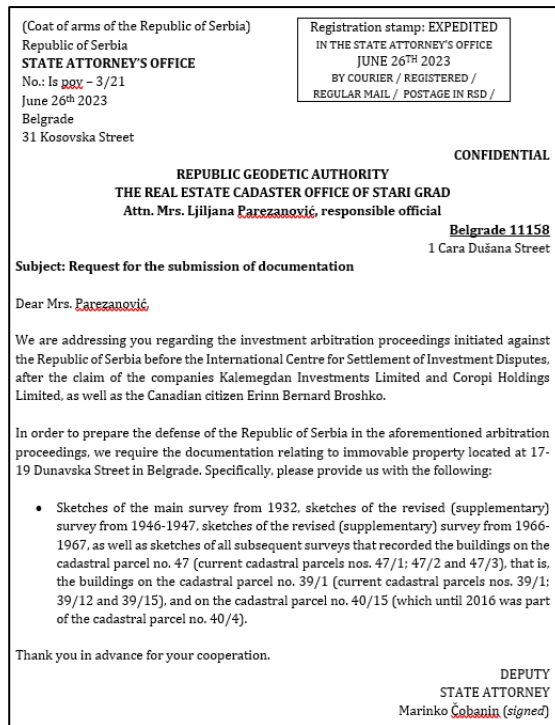 (Coat of arms of the Republic of Serbia)
Republic of Serbia
STATE ATTORNEY'S OFFICE
No.: Is pov – 3/21
June 26th 2023
Belgrade
31 Kosovska Street
Registration stamp: EXPEDITED
IN THE STATE ATTORNEY'S OFFICE
JUNE 26TH 2023
BY COURIER / REGISTERED /
REGULAR MAIL / POSTAGE IN RSD /
CONFIDENTIAL
REPUBLIC GEODETIC AUTHORITY
THE REAL ESTATE CADASTER OFFICE OF STARI GRAD
Attn. Mrs. Ljiljana Parezanović, responsible official
Belgrade 11158
1 Cara Dušana Street
Subject: Request for the submission of documentation
Dear Mrs. Parezanović,
We are addressing you regarding the investment arbitration proceedings initiated against
the Republic of Serbia before the International Centre for Settlement of Investment Disputes,
after the claim of the companies Kalemegdan Investments Limited and Coropi Holdings
Limited, as well as the Canadian citizen Erinn Bernard Broshko.
In order to prepare the defense of the Republic of Serbia in the aforementioned arbitration
proceedings, we require the documentation relating to immovable property located at 17-
19 Dunavska Street in Belgrade. Specifically, please provide us with the following:
• Sketches of the main survey from 1932, sketches of the revised (supplementary)
survey from 1946-1947, sketches of the revised (supplementary) survey from 1966-
1967, as well as sketches of all subsequent surveys that recorded the buildings on the
cadastral parcel no. 47 (current cadastral parcels nos. 47/1; 47/2 and 47/3), that is,
the buildings on the cadastral parcel no. 39/1 (current cadastral parcels nos. 39/1;
39/12 and 39/15), and on the cadastral parcel no. 40/15 (which until 2016 was part
of the cadastral parcel no. 40/4).
Thank you in advance for your cooperation.
DEPUTY
STATE ATTORNEY
Marinko Čobanin (signed)